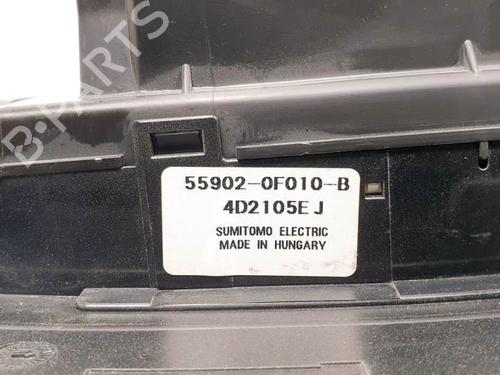 B-PARTS
55902-0F010-B
4D2105E J
SUMITOMO ELECTRIC
MADE IN HUNGARY